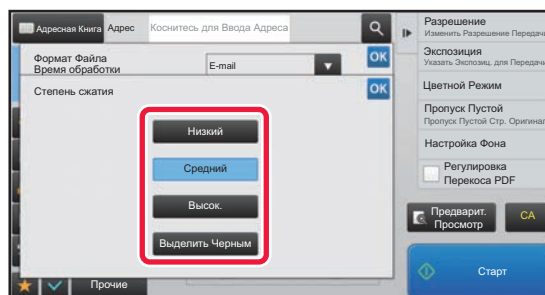 Адресная Книга
Адрес
Коснитесь для Ввода Адреса
Формат Файла
Время обработки
E-mail
OK
Степень сжатия
OK
Низкий
Средний
Высок.
Выделить Черным
Прочие
Разрешение
Изменить Разрешение Передачи
Экспозиция
Указать Экспозиц. для Передачи
Цветной Режим
Пропуск Пустой
Пропуск Пустой Стр. Оригинал
Настройка Фона
Регулировка
Перекоса PDF
Предварит.
Просмотр
CA
Старт